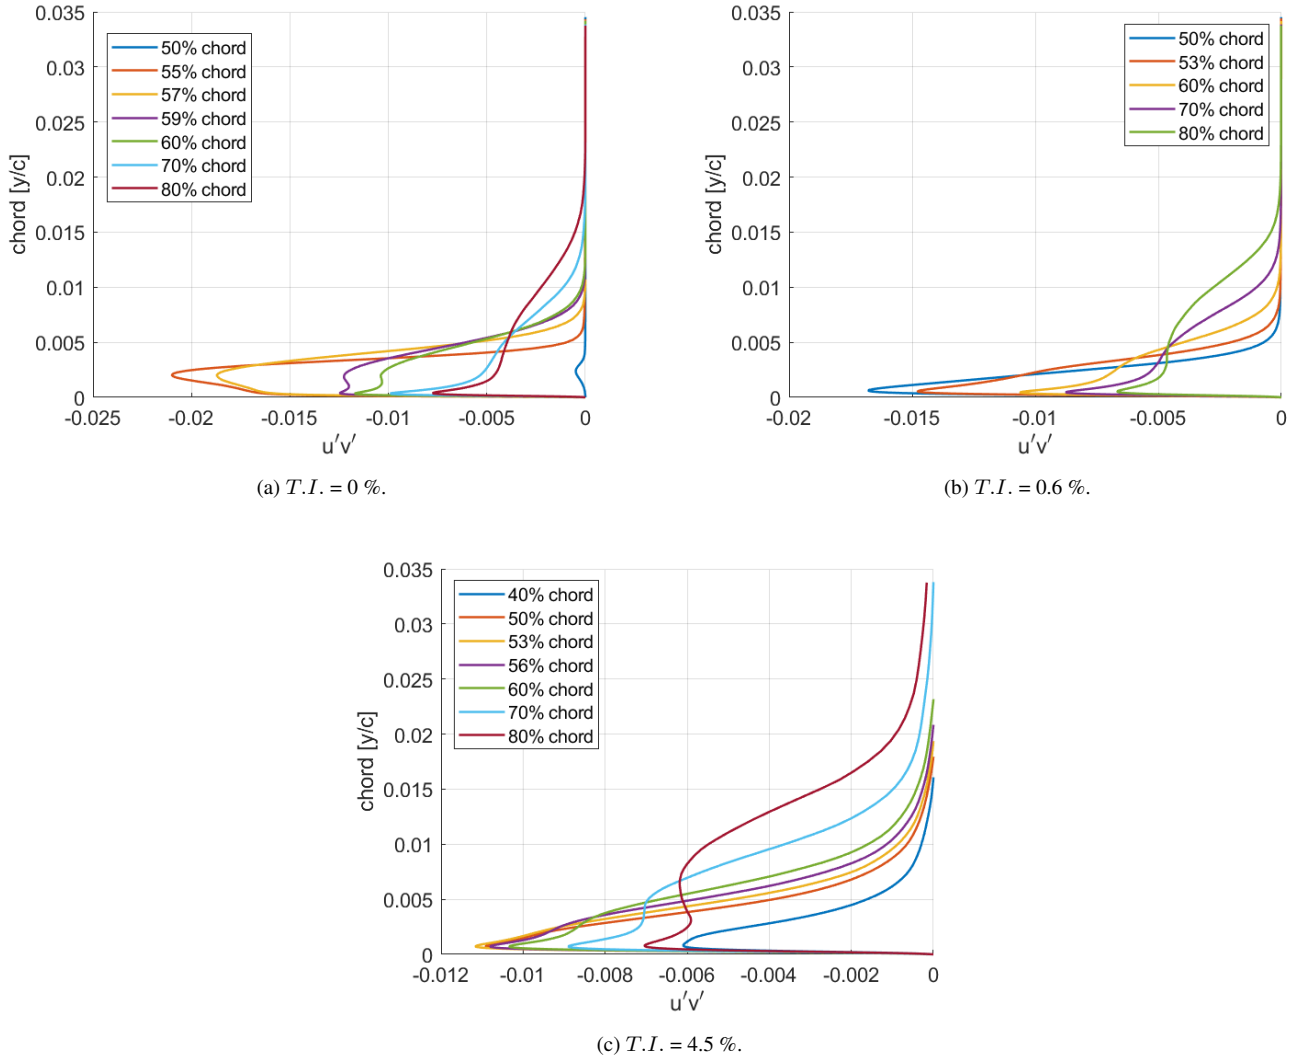 0.035
0.03
0.025
0.02
0.015
0.01
0.005
0
chord [y/c]
50% chord
55% chord
57% chord
59% chord
60% chord
70% chord
80% chord
-0.025 -0.02 -0.015 -0.01 -0.005 0
u′v′
(a) T.I. = 0 %.
0.035
0.03
0.025
0.02
0.015
0.01
0.005
0
chord [y/c]
50% chord
53% chord
60% chord
70% chord
80% chord
-0.02 -0.015 -0.01 -0.005 0
u′v′
(b) T.I. = 0.6 %.
0.035
0.03
0.025
0.02
0.015
0.01
0.005
0
chord [y/c]
40% chord
50% chord
53% chord
56% chord
60% chord
70% chord
80% chord
-0.012 -0.01 -0.008 -0.006 -0.004 -0.002 0
u′v′
(c) T.I. = 4.5 %.